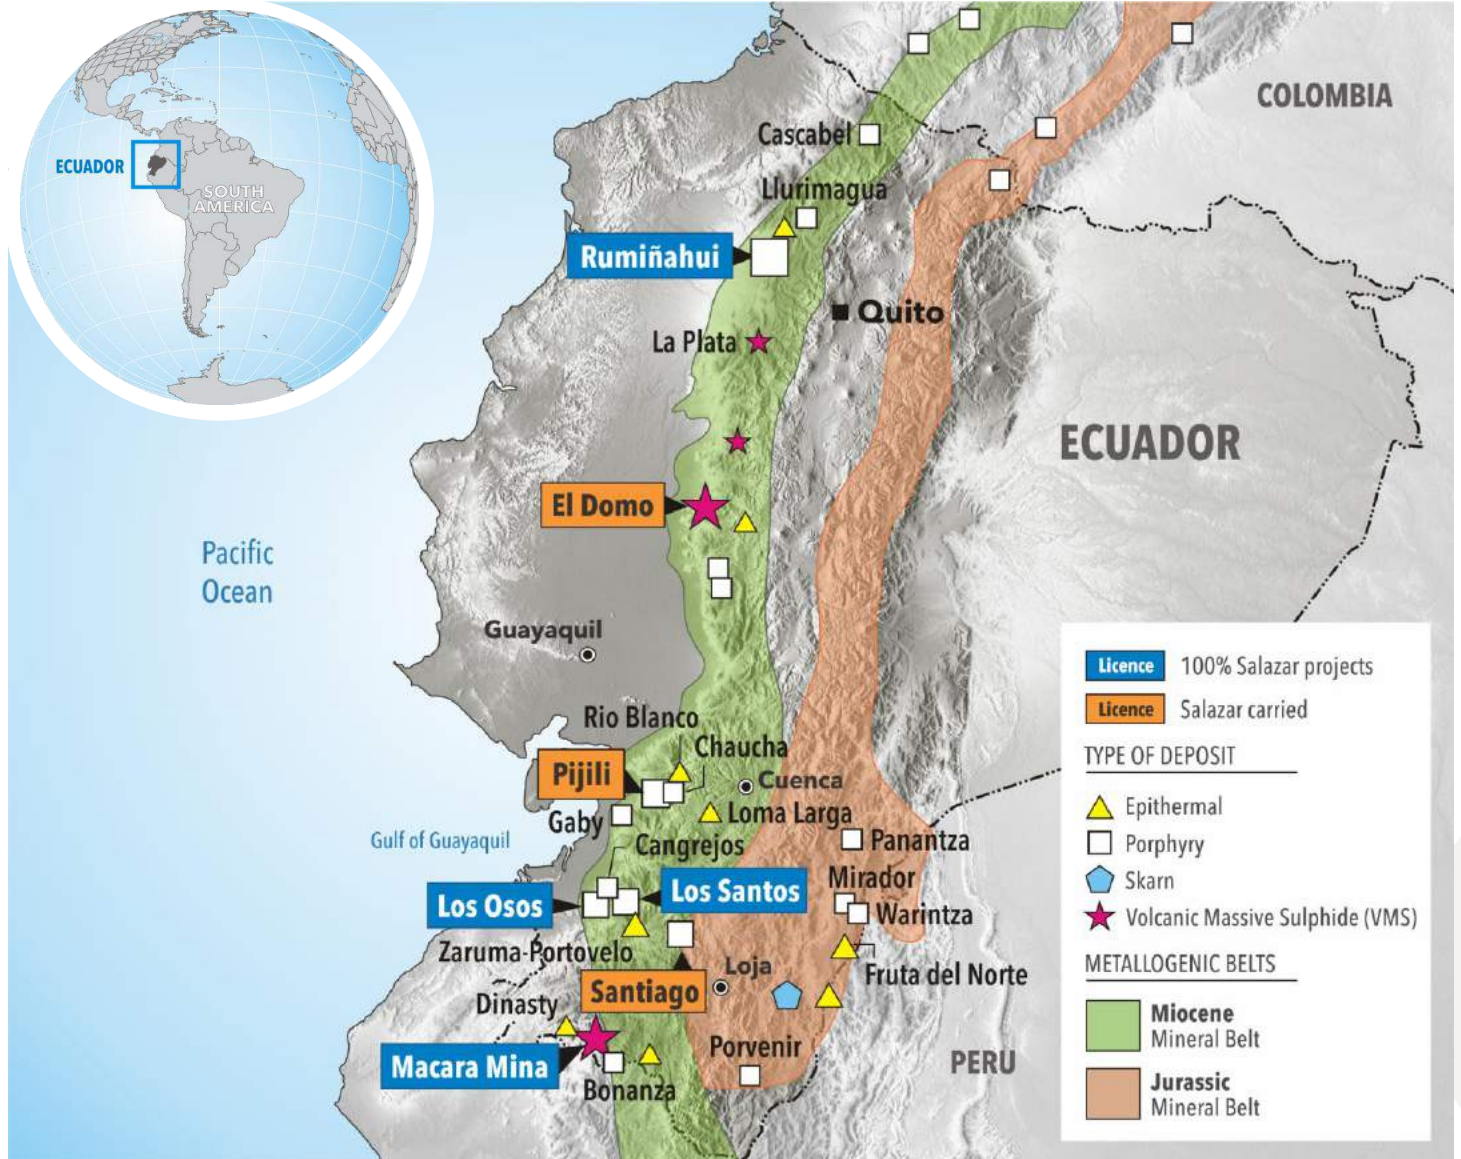 ECUADOR
SOUTH
AMERICA
COLOMBIA
Cascabel
Llurimagua
Rumiñahui
Quito
La Plata
ECUADOR
El Domo
Pacific
Ocean
Guayaquil
Rio Blanco
Chaucha
Pijili
Cuenca
Gaby
Loma Larga
Gulf of Guayaquil
Cangrejos
Panantza
Mirador
Los Osos
Los Santos
Warintza
Zaruma-Portovelo
Loja
Fruta del Norte
Santiago
Dinasty
Porvenir
Macara Mina
Bonanza
PERU
Licence 100% Salazar projects
Licence Salazar carried
TYPE OF DEPOSIT
Epithermal
Porphyry
Skarn
Volcanic Massive Sulphide (VMS)
METALLOGENIC BELTS
Miocene
Mineral Belt
Jurassic
Mineral Belt